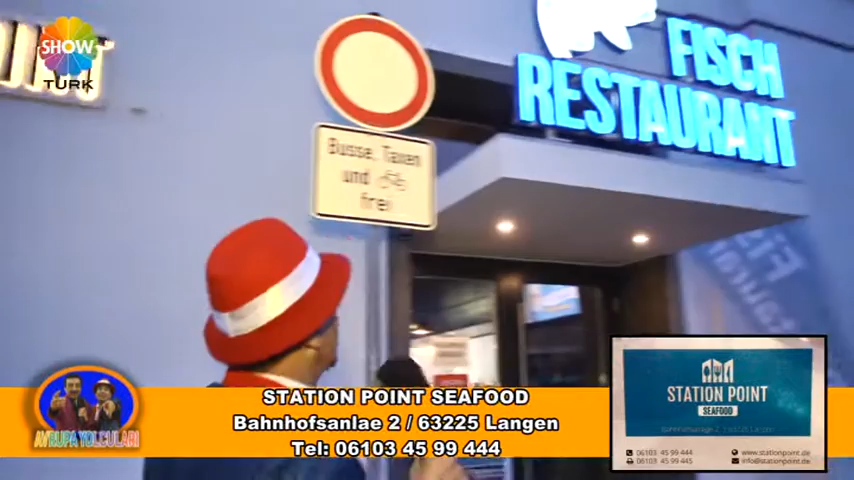 SHOW
TURK
FISCH
RESTAURANT
Busse, Taxen
und
frei
STATION POINT SEAFOOD
Bahnhofsanlae 2 / 63225 Langen
Tel: 06103 45 99 444
AVRUPA YOLCULARI
STATION POINT
SEAFOOD
06103 45 99 444
06103 45 99 445
www.stationpoint.de
info@stationpoint.de